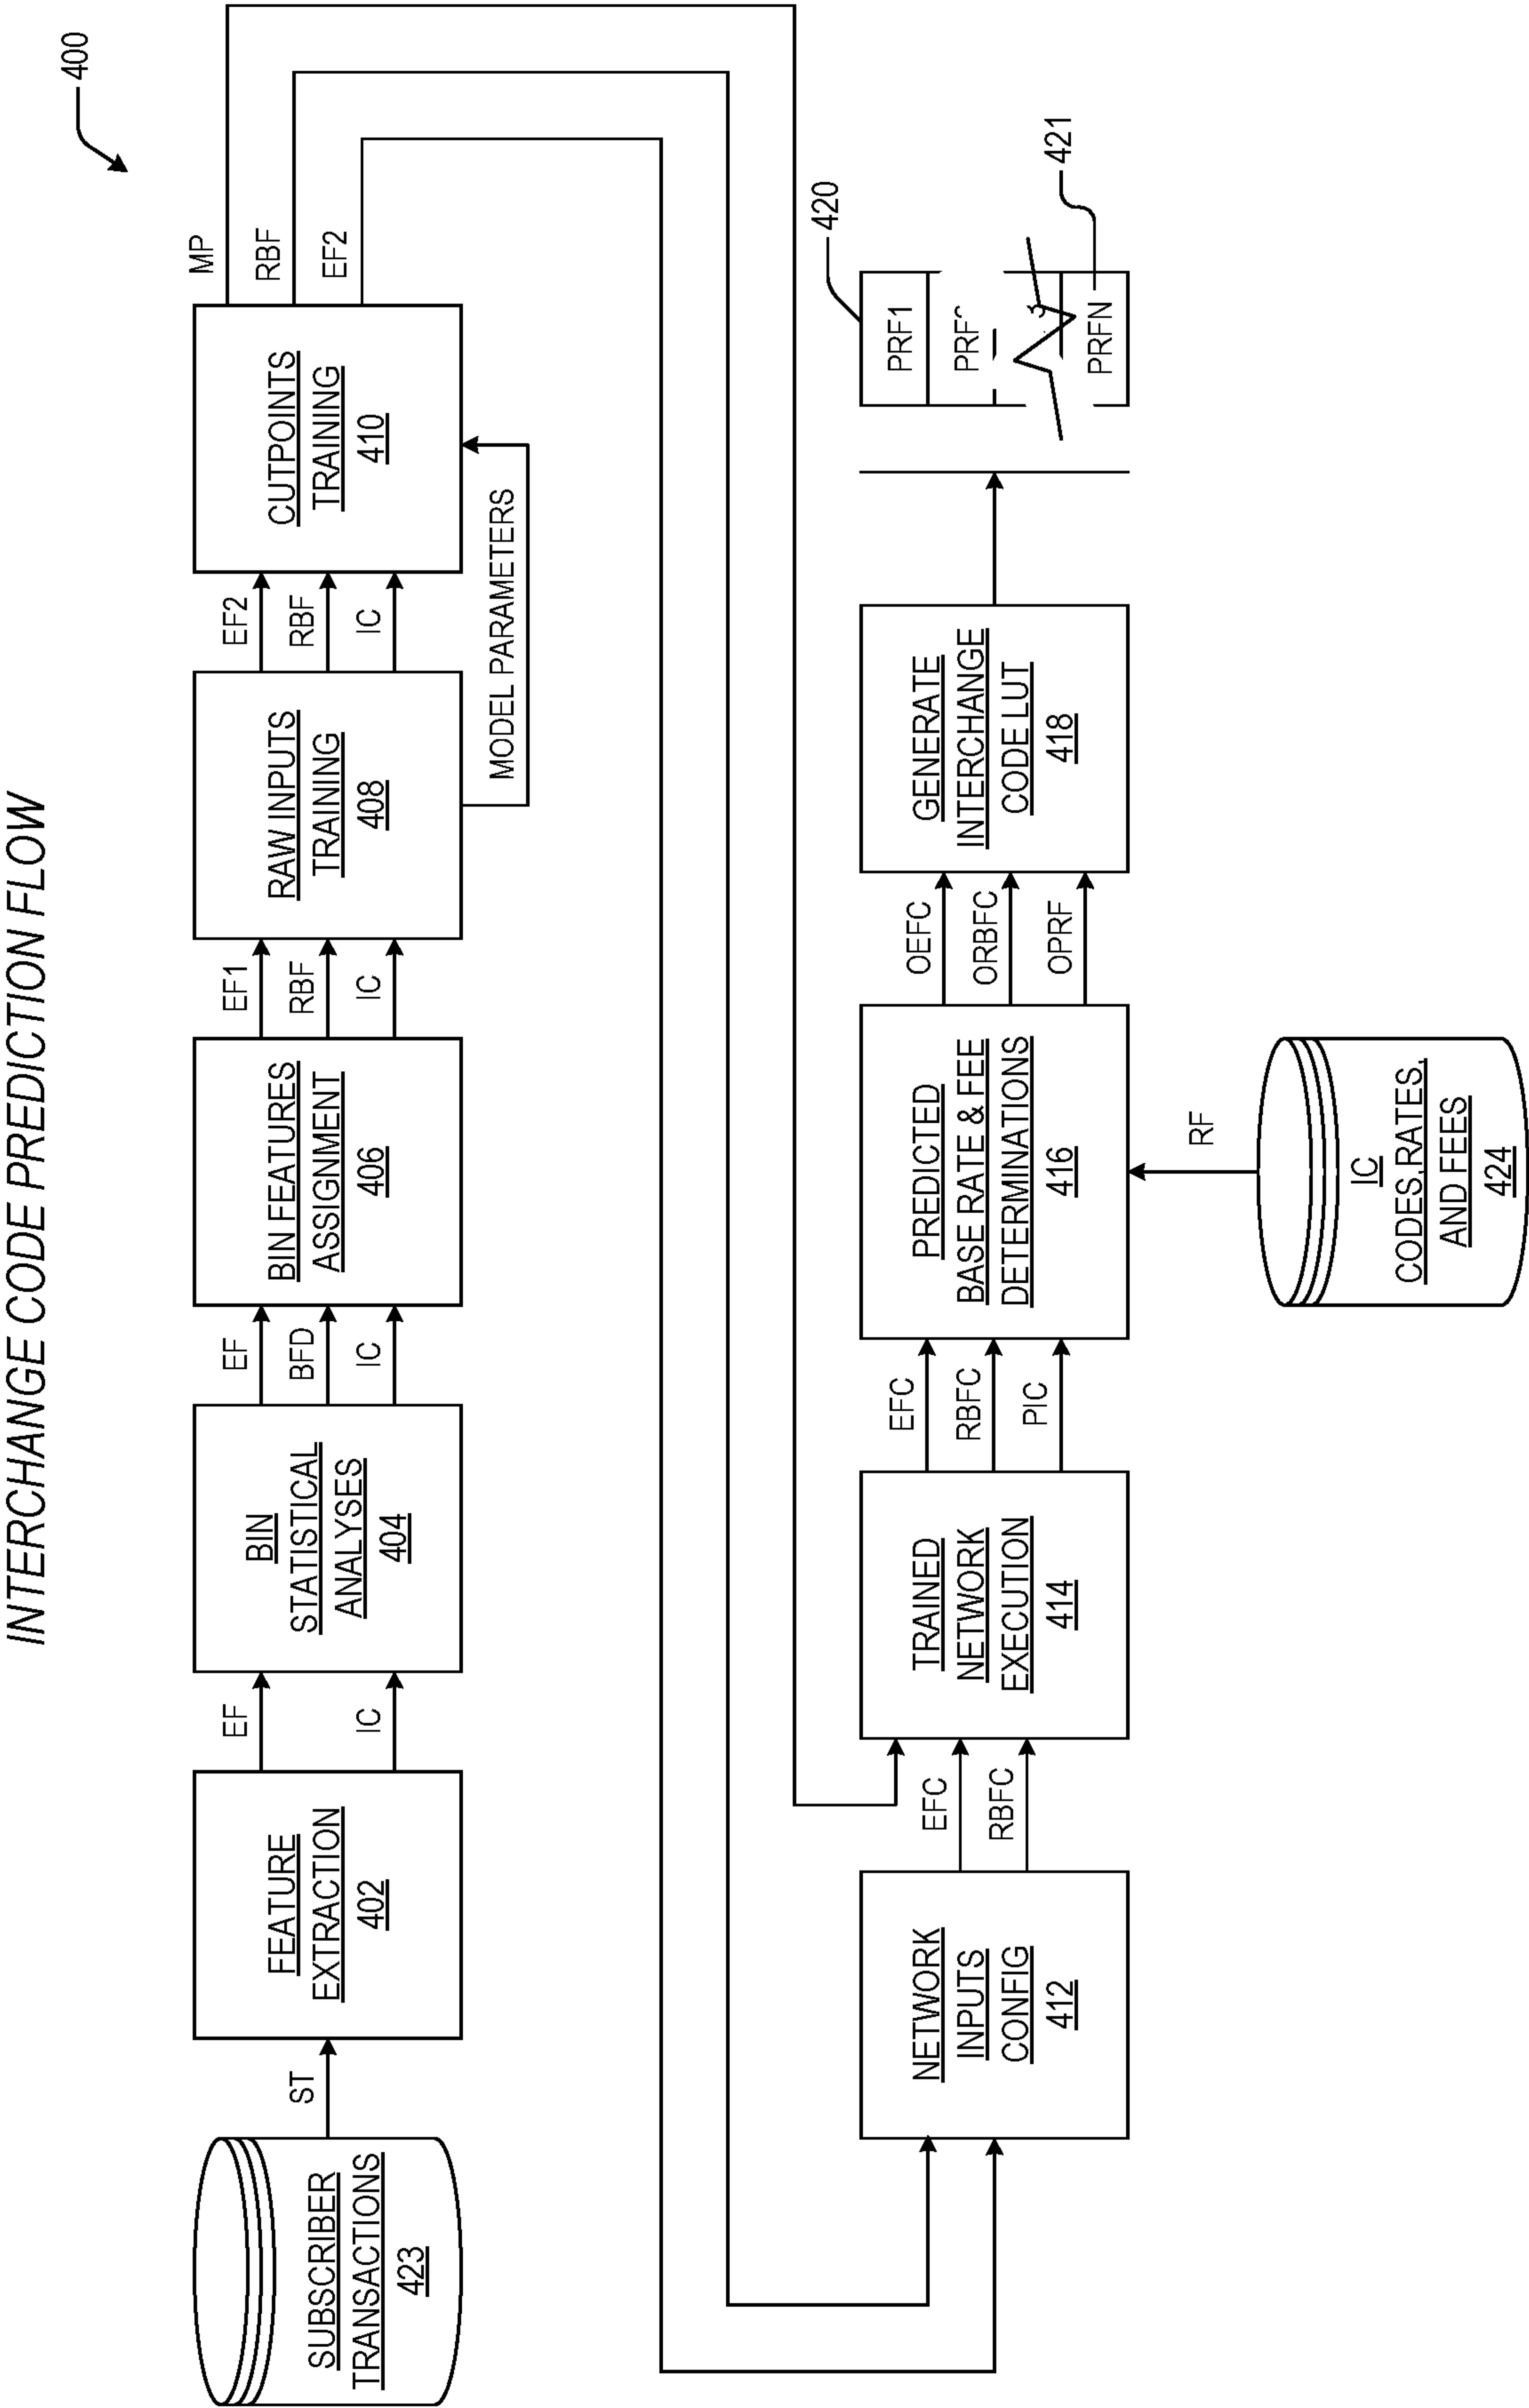 INTERCHANGE CODE PREDICTION FLOW
400
SUBSCRIBER
TRANSACTIONS
423
ST
FEATURE
EXTRACTION
402
EF
IC
BIN
STATISTICAL
ANALYSES
404
EF
BFD
IC
BIN FEATURES
ASSIGNMENT
406
EF1
RBF
IC
RAW INPUTS
TRAINING
408
EF2
RBF
IC
MODEL PARAMETERS
CUTPOINTS
TRAINING
410
MP
RBF
EF2
NETWORK
INPUTS
CONFIG
412
EFC
RBFC
TRAINED
NETWORK
EXECUTION
414
EFC
RBFC
PIC
PREDICTED
BASE RATE & FEE
DETERMINATIONS
416
RF
IC
CODES,RATES,
AND FEES
424
OEFC
ORBFC
OPRF
GENERATE
INTERCHANGE
CODE LUT
418
420
PRF1
PRFN
421